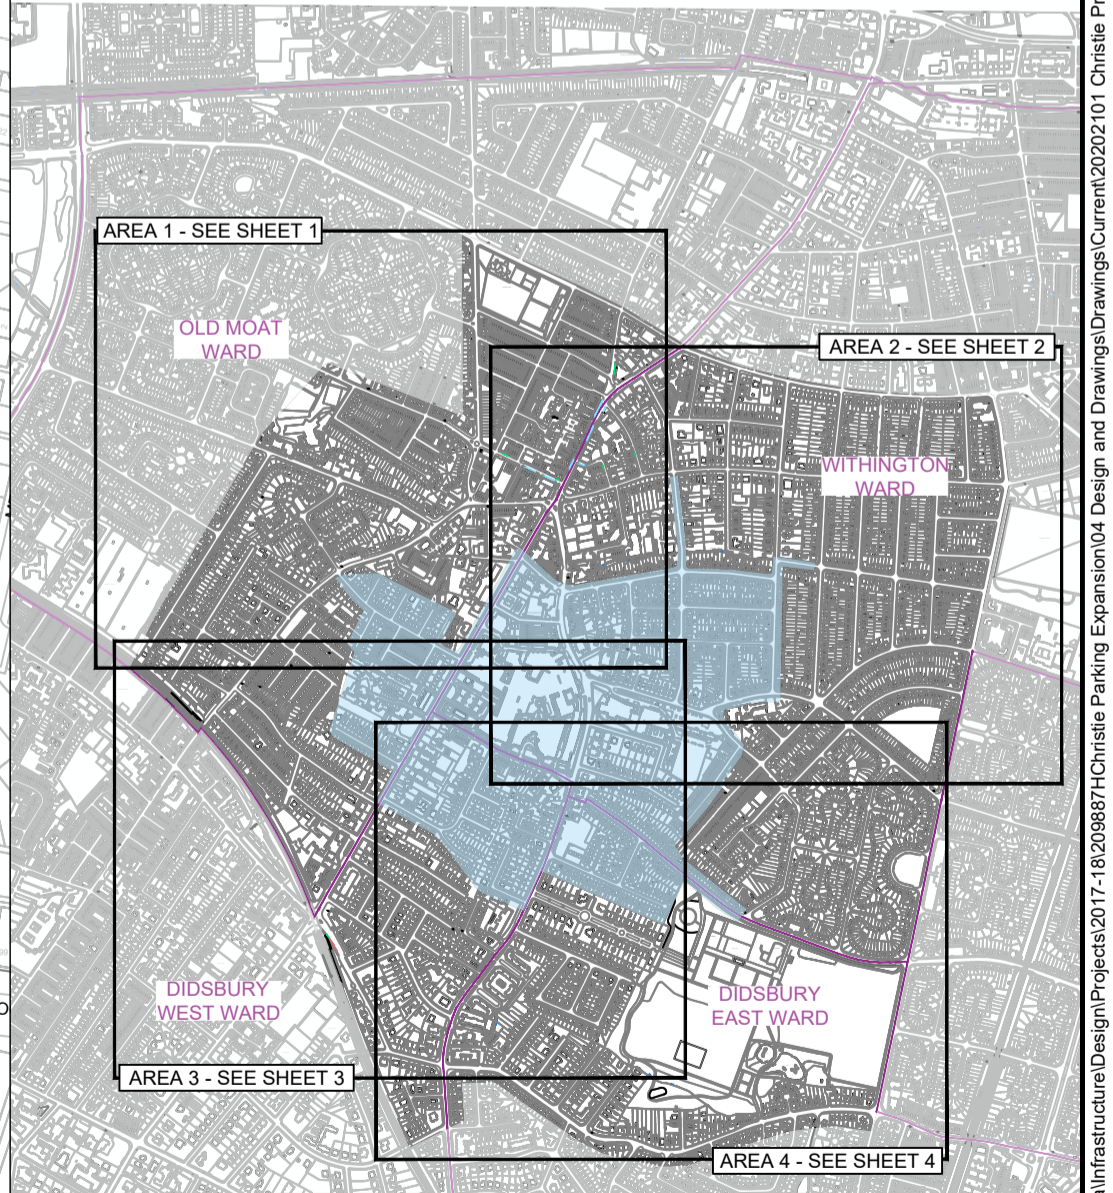 AREA 1 - SEE SHEET 1
OLD MOAT
WARD
AREA 2 - SEE SHEET 2
WITHINGTON
WARD
DIDSBURY
WEST WARD
DIDSBURY
EAST WARD
AREA 3 - SEE SHEET 3
AREA 4 - SEE SHEET 4
\Infrastructure\Design\Projects\2017-18\209887HChristie Parking Expansion\04 Design and Drawings\Drawings\Current\20202101 Christie Pr